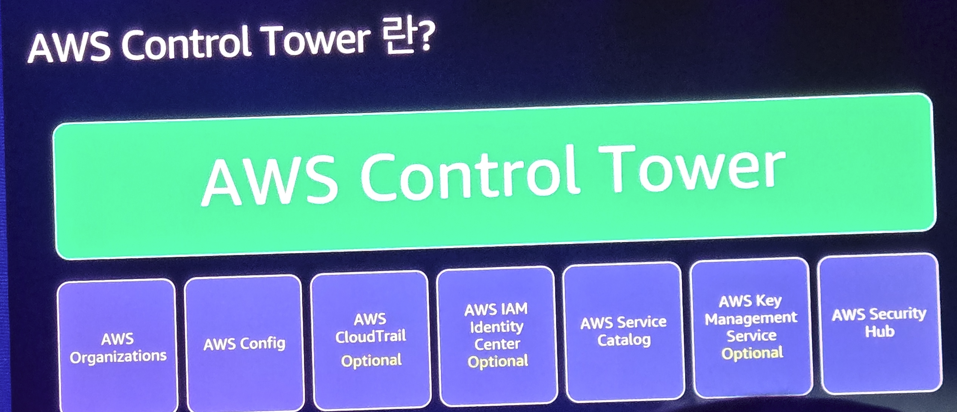 AWS Control Tower 란?
AWS Control Tower
AWS
Organizations
AWS Config
AWS
CloudTrail
Optional
AWS IAM
Identity
Center
Optional
AWS Service
Catalog
AWS Key
Management
Service
Optional
AWS Security
Hub